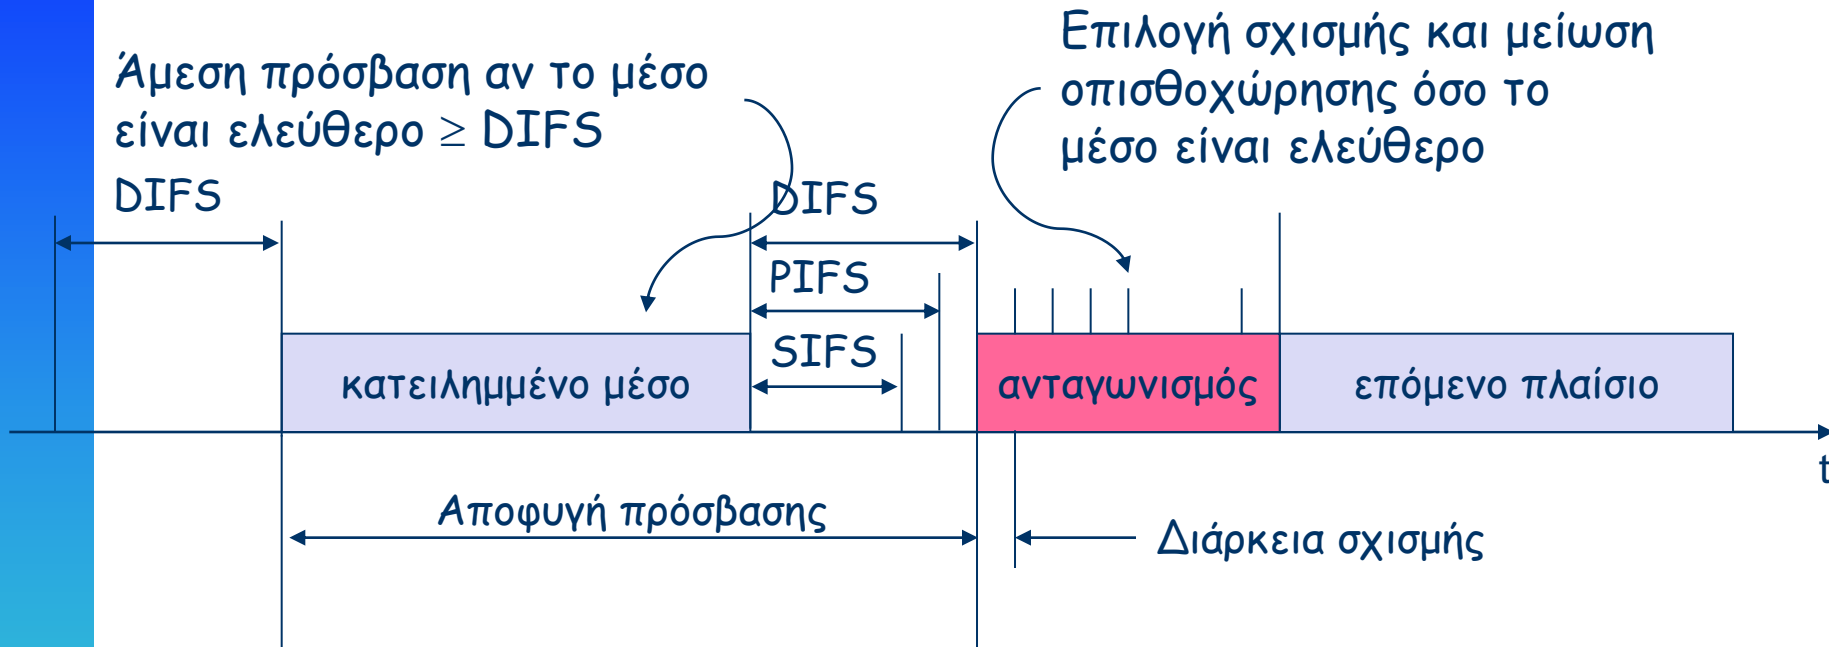 Άμεση πρόσβαση αν το μέσο
είναι ελεύθερο ≥ DIFS
DIFS
Επιλογή σχισμής και μείωση
οπισθοχώρησης όσο το
μέσο είναι ελεύθερο
DIFS
PIFS
SIFS
κατειλημμένο μέσο
ανταγωνισμός
επόμενο πλαίσιο
t
Αποφυγή πρόσβασης
Διάρκεια σχισμής